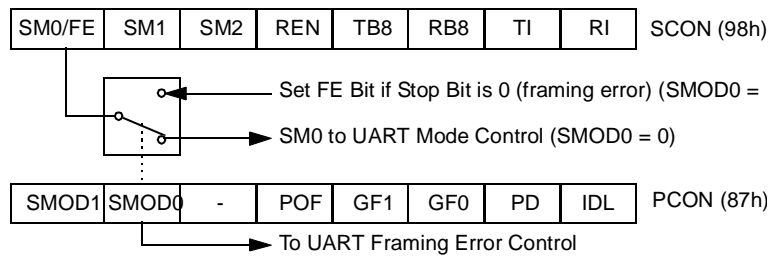 SM0/FE SM1 SM2 REN TB8 RB8 TI RI SCON (98h)
Set FE Bit if Stop Bit is 0 (framing error) (SMOD0 =
SM0 to UART Mode Control (SMOD0 = 0)
SMOD1 SMOD0 - POF GF1 GF0 PD IDL PCON (87h)
To UART Framing Error Control